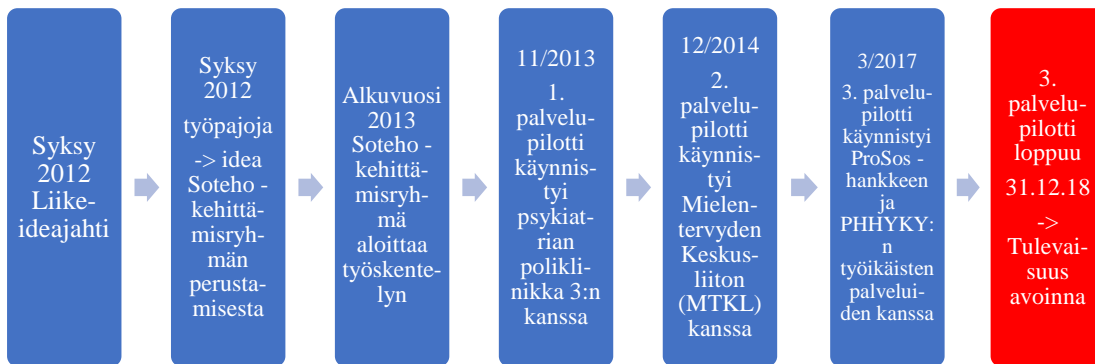 Syksy
2012
Liike-
ideajahti
Syksy
2012
työpajoja
-> idea
Soteho -
kehittä-
misryh-
män
perusta-
misesta
Alkuvuosi
2013
Soteho -
kehittä-
misryh-
mä
aloittaa
työskente-
lyn
11/2013
1.
palvelu-
pilotti
käynnis-
tyi
psykiat-
rian
polikli-
nikka 3:n
kanssa
12/2014
2.
palvelu-
pilotti
käynnis-
tyi
Mielen-
tervyden
Keskus-
liiton
(MTKL)
kanssa
3/2017
3. palvelu-
pilotti
käynnistyi
ProSos -
hankkeen
ja
PHHYKY:
n
työikäisten
palvelui-
den kanssa
3.
palvelu-
pilotti
loppuu
31.12.18
->
Tulevai-
suus
avoinna